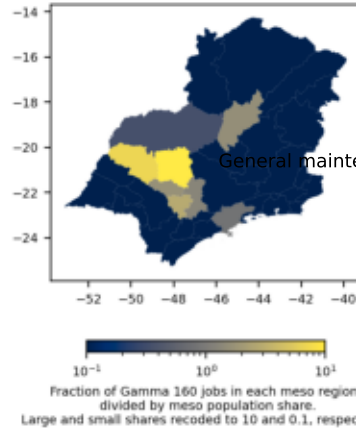 −14
−16
−18
−20
General mainte
−22
−24
−52 −50 −48 −46 −44 −42 −40
10⁻¹ 10⁰ 10¹
Fraction of Gamma 160 jobs in each meso region
divided by meso population share.
Large and small shares recoded to 10 and 0.1, respec